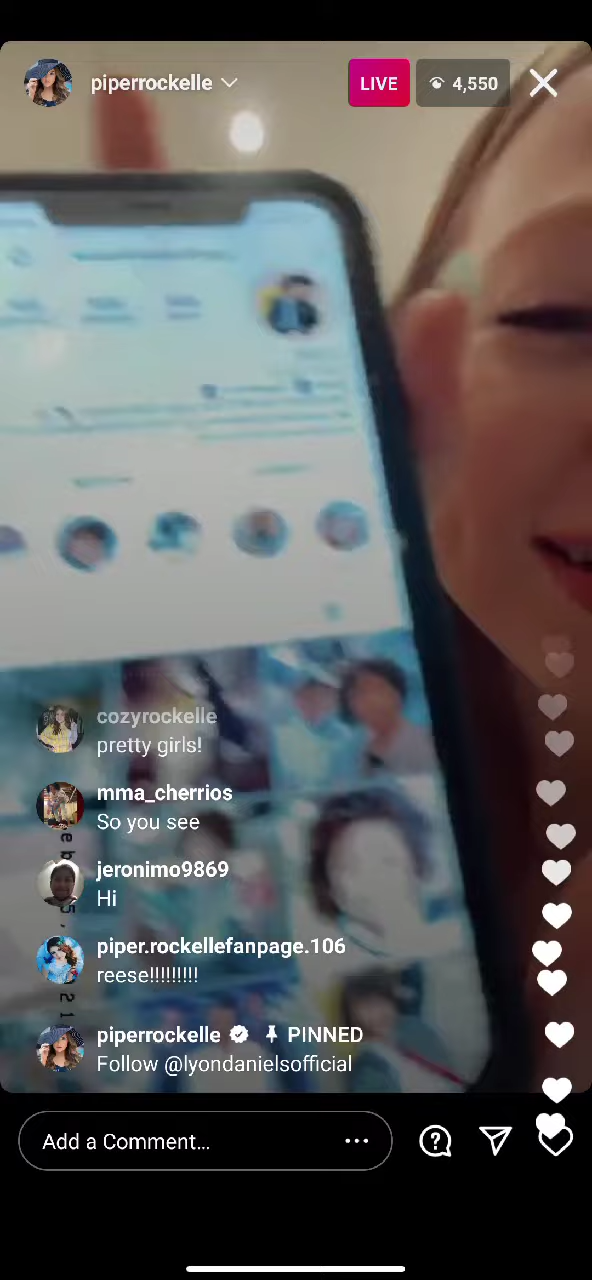 piperrockelle
LIVE
4,550
cozyrockelle
pretty girls!
mma_cherrios
So you see
jeronimo9869
Hi
piper.rockellefanpage.106
reese!!!!!!!!!
piperrockelle PINNED
Follow @lyondanielsofficial
Add a Comment...